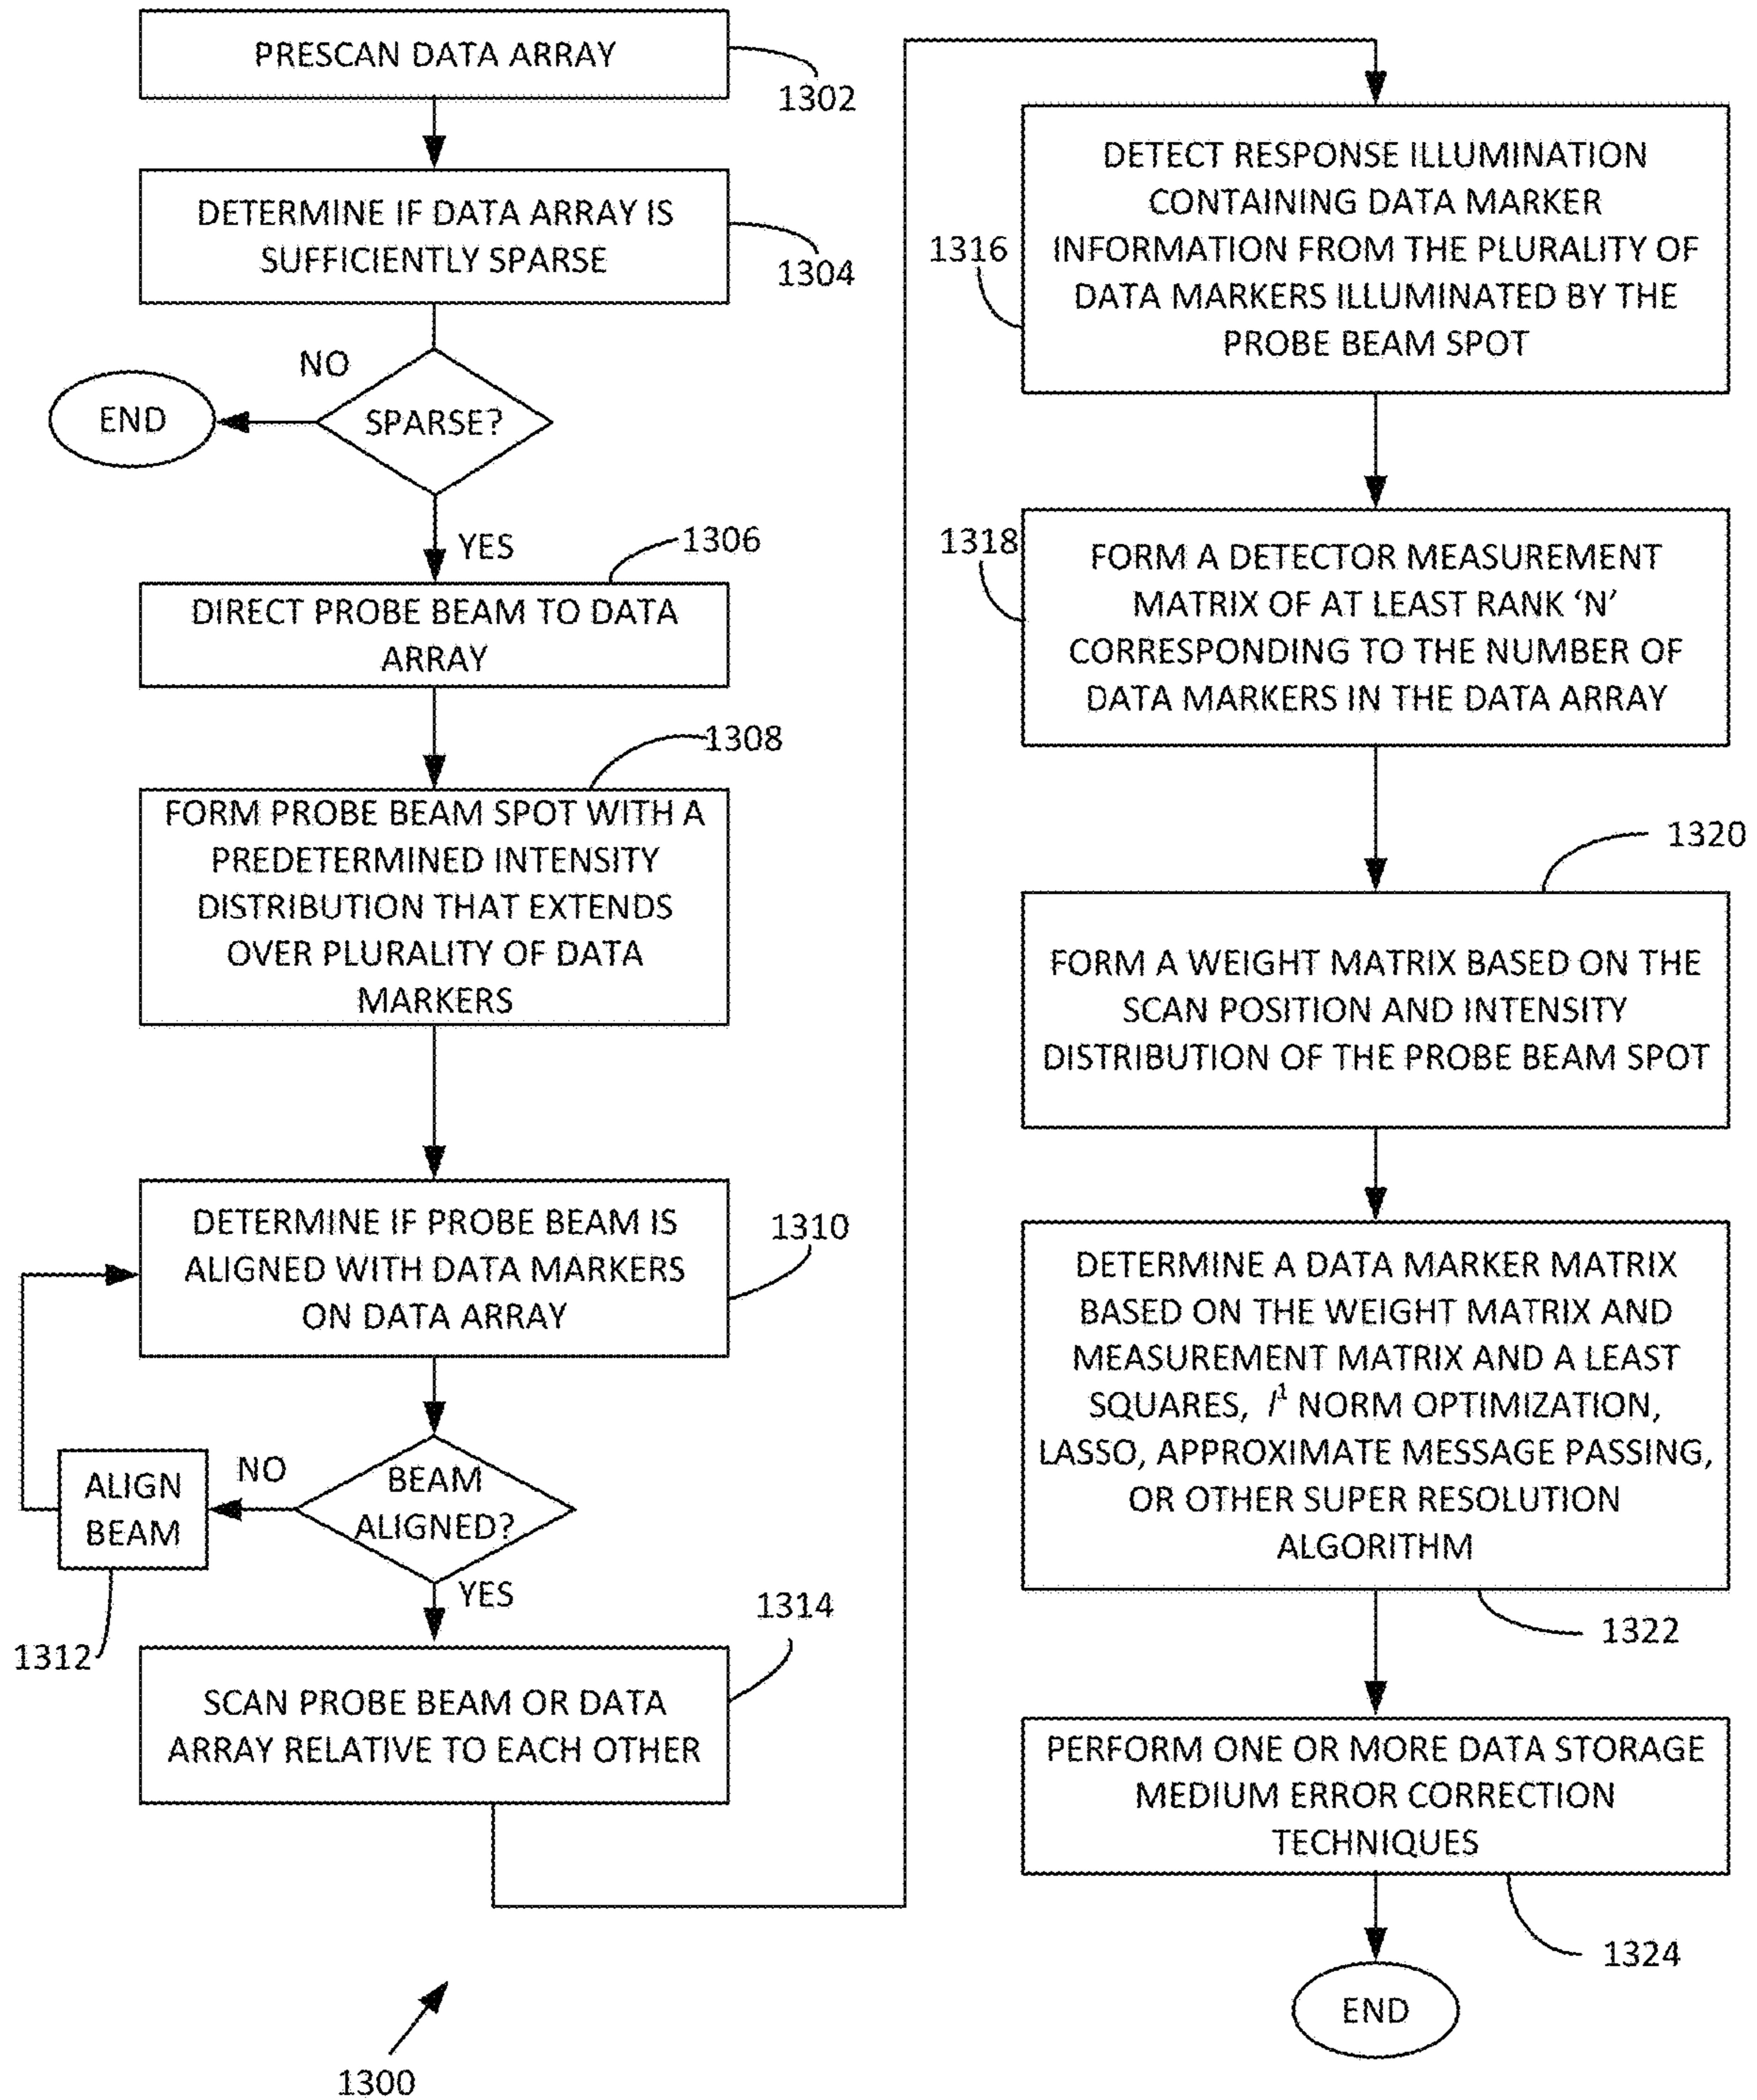 PRESCAN DATA ARRAY
1302
DETERMINE IF DATA ARRAY IS
SUFFICIENTLY SPARSE
1304
NO
SPARSE?
END
YES
1306
DIRECT PROBE BEAM TO DATA
ARRAY
1308
FORM PROBE BEAM SPOT WITH A
PREDETERMINED INTENSITY
DISTRIBUTION THAT EXTENDS
OVER PLURALITY OF DATA
MARKERS
DETERMINE IF PROBE BEAM IS
ALIGNED WITH DATA MARKERS
ON DATA ARRAY
1310
BEAM
ALIGNED?
NO
ALIGN
BEAM
1312
YES
1314
SCAN PROBE BEAM OR DATA
ARRAY RELATIVE TO EACH OTHER
1300
DETECT RESPONSE ILLUMINATION
CONTAINING DATA MARKER
INFORMATION FROM THE PLURALITY OF
DATA MARKERS ILLUMINATED BY THE
PROBE BEAM SPOT
1316
1318
FORM A DETECTOR MEASUREMENT
MATRIX OF AT LEAST RANK ‘N’
CORRESPONDING TO THE NUMBER OF
DATA MARKERS IN THE DATA ARRAY
1320
FORM A WEIGHT MATRIX BASED ON THE
SCAN POSITION AND INTENSITY
DISTRIBUTION OF THE PROBE BEAM SPOT
DETERMINE A DATA MARKER MATRIX
BASED ON THE WEIGHT MATRIX AND
MEASUREMENT MATRIX AND A LEAST
SQUARES, l¹ NORM OPTIMIZATION,
LASSO, APPROXIMATE MESSAGE PASSING,
OR OTHER SUPER RESOLUTION
ALGORITHM
1322
PERFORM ONE OR MORE DATA STORAGE
MEDIUM ERROR CORRECTION
TECHNIQUES
1324
END